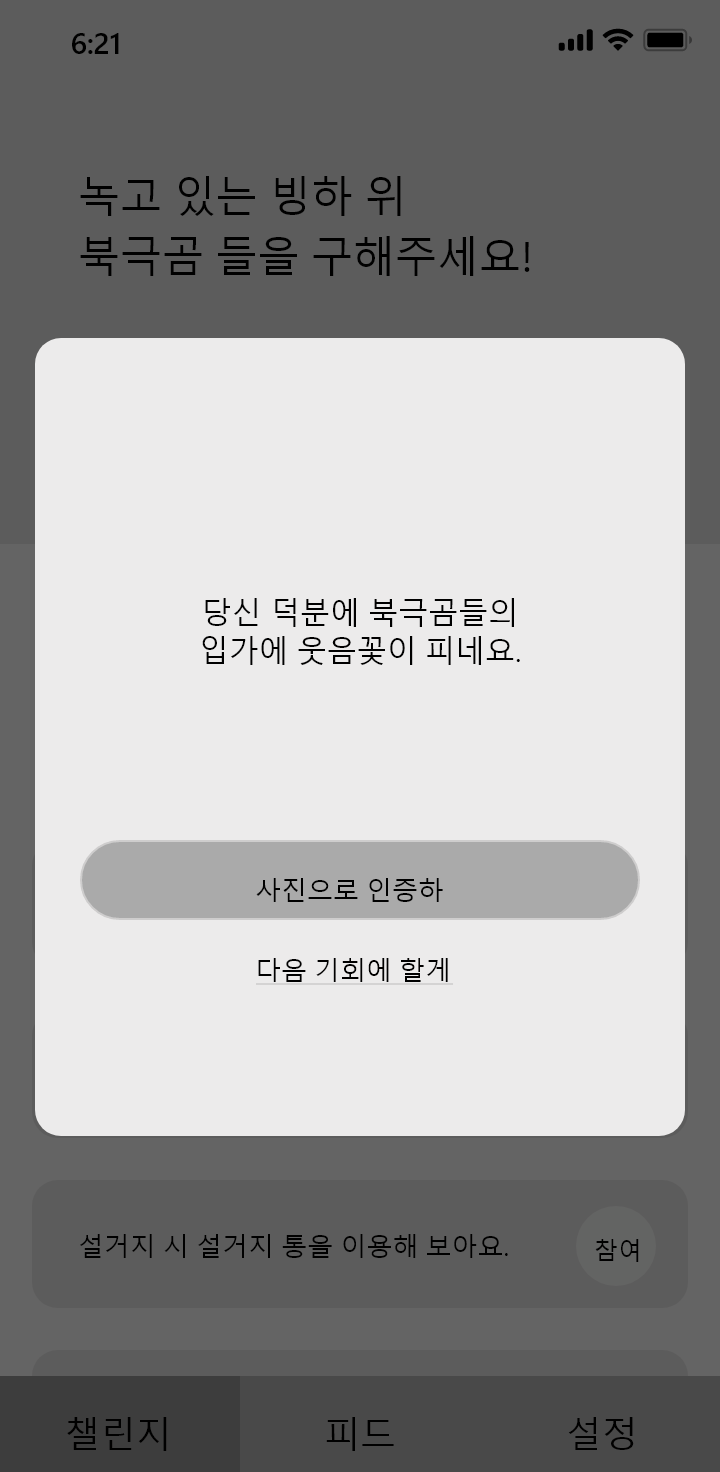 6:21
녹고 있는 빙하 위
북극곰 들을 구해주세요!
당신 덕분에 북극곰들의
입가에 웃음꽃이 피네요.
사진으로 인증하
다음 기회에 할게
설거지 시 설거지 통을 이용해 보아요.
참여
챌린지
피드
설정